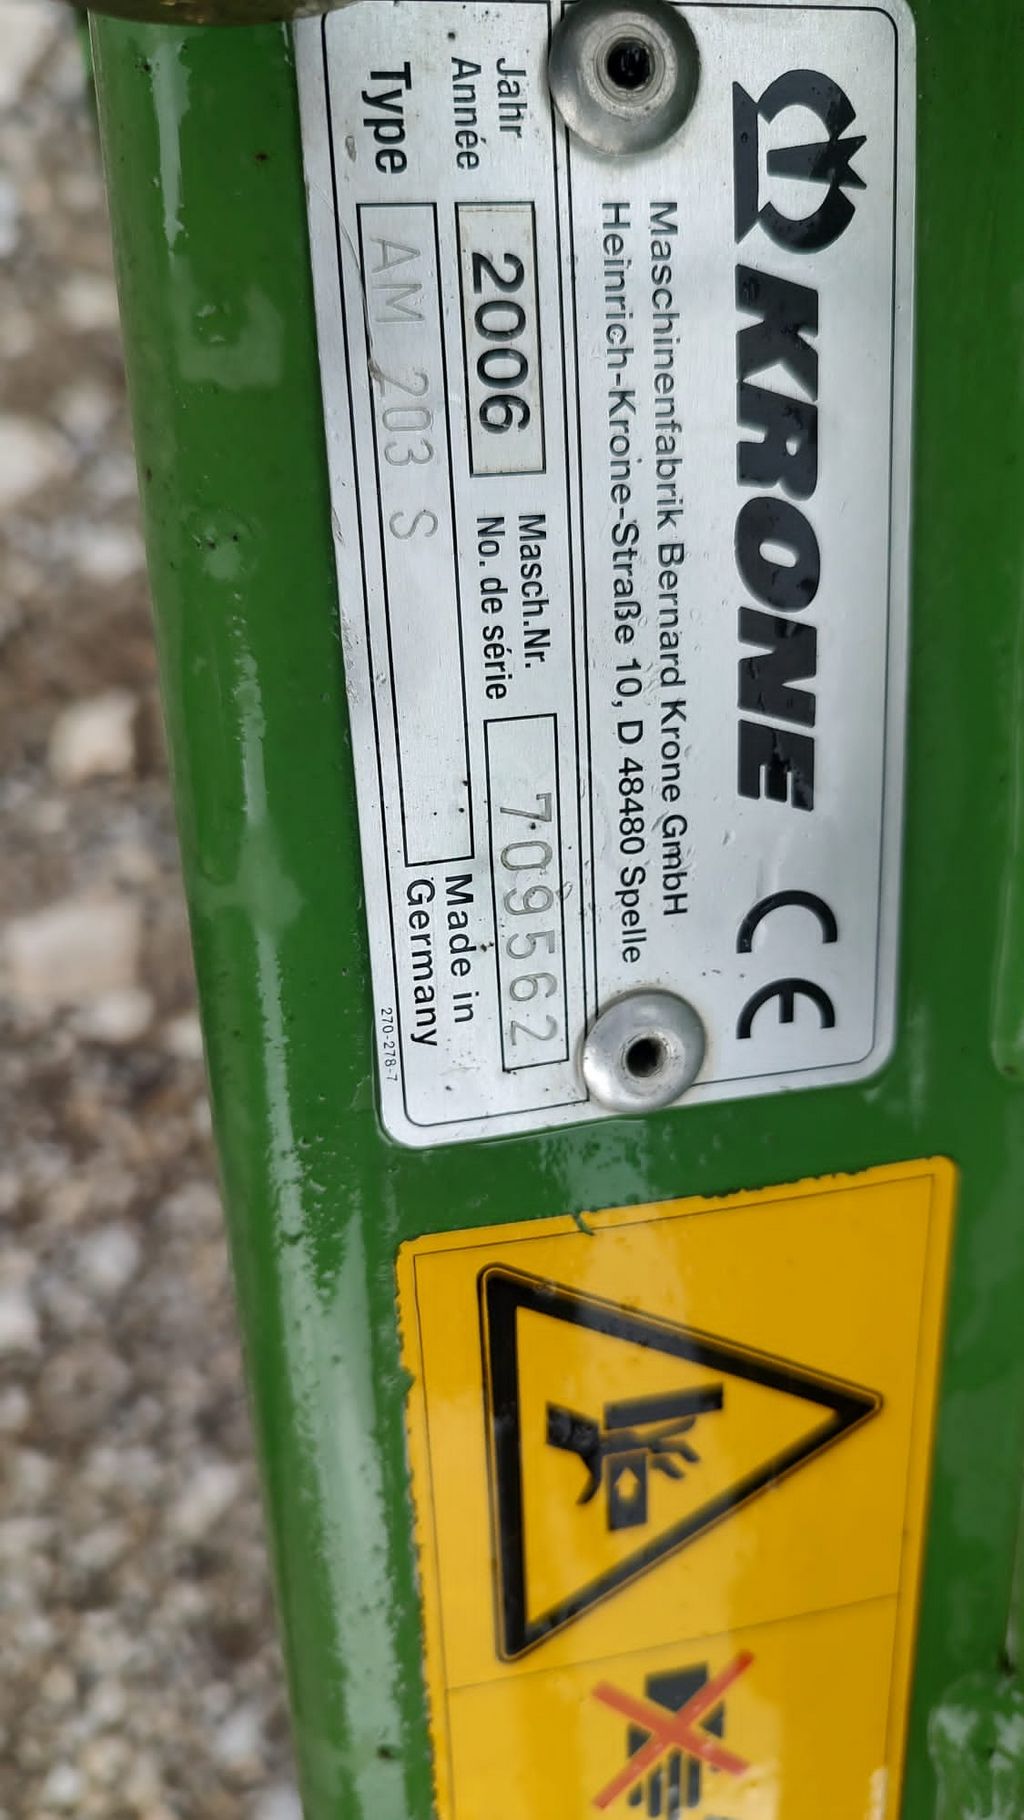 KRONE CE
Maschinenfabrik Bernard Krone GmbH
Heinrich-Krone-Straße 10, D 48480 Spelle
Jahr
Année
2006
Masch.Nr.
No. de série
709562
Type
AM 203 S
Made in
Germany
270-278-7